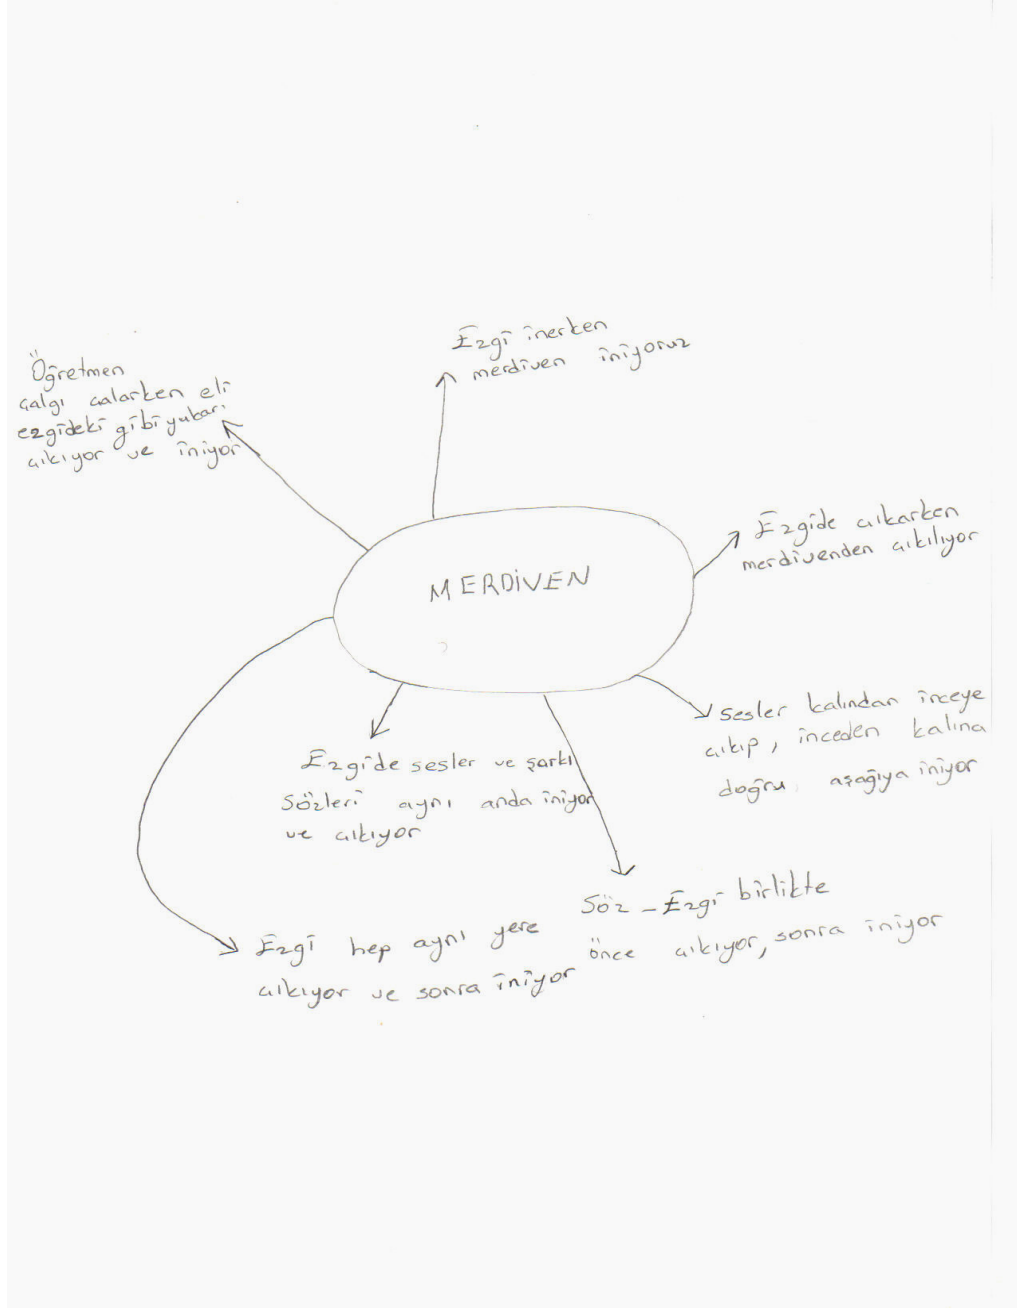 Ezgi inerken
merdiven iniyoruz
Öğretmen
çalgı çalarken eli
ezgideki gibi yukarı
çıkıyor ve iniyor
Ezgide çıkarken
merdivenden çıkılıyor
MERDİVEN
Sesler kalından inceye
çıkıp, inceden kalına
doğru aşağıya iniyor
Ezgide sesler ve şarkı
sözleri aynı anda iniyor
ve çıkıyor
Söz - Ezgi birlikte
önce çıkıyor, sonra iniyor
Ezgi hep aynı yere
çıkıyor ve sonra iniyor